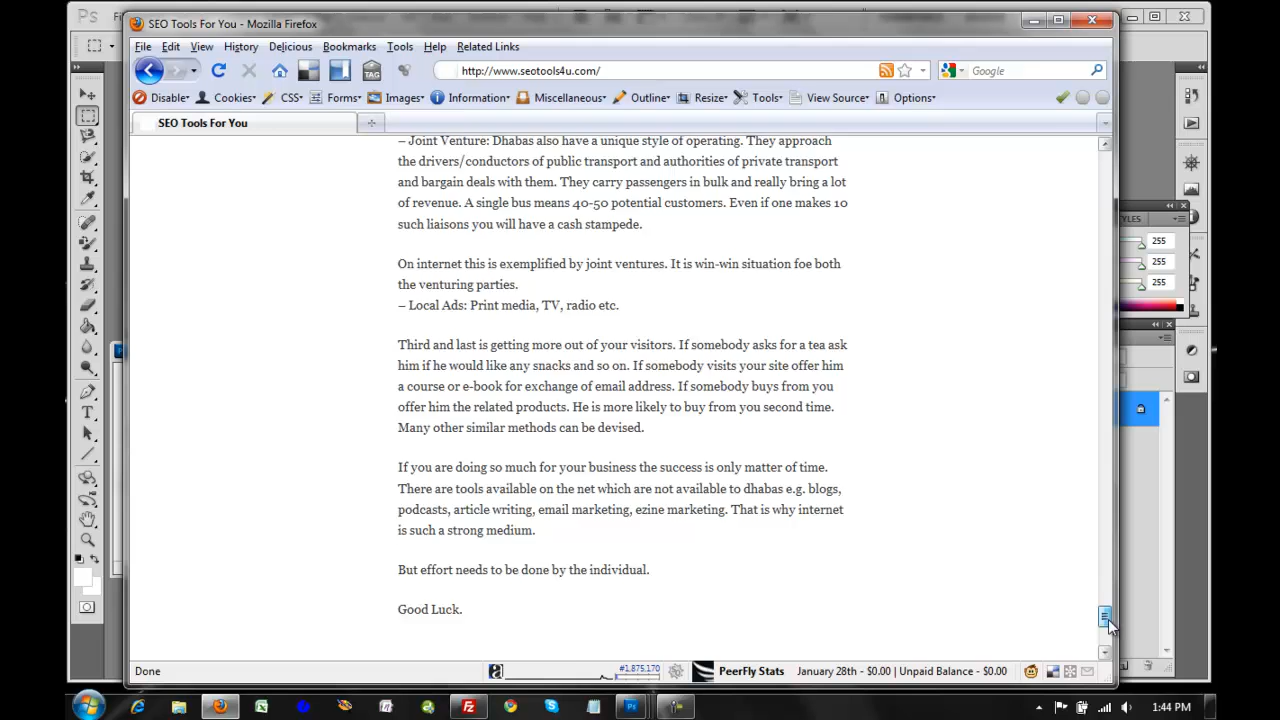 Ps
SEO Tools For You - Mozilla Firefox
File Edit View History Delicious Bookmarks Tools Help Related Links
TAG
http://www.seotools4u.com/
Google
Disable Cookies CSS Forms Images Information Miscellaneous Outline Resize Tools View Source Options
SEO Tools For You
– Joint Venture: Dhabas also have a unique style of operating. They approach
the drivers/conductors of public transport and authorities of private transport
and bargain deals with them. They carry passengers in bulk and really bring a lot
of revenue. A single bus means 40-50 potential customers. Even if one makes 10
such liaisons you will have a cash stampede.
On internet this is exemplified by joint ventures. It is win-win situation foe both
the venturing parties.
– Local Ads: Print media, TV, radio etc.
Third and last is getting more out of your visitors. If somebody asks for a tea ask
him if he would like any snacks and so on. If somebody visits your site offer him
a course or e-book for exchange of email address. If somebody buys from you
offer him the related products. He is more likely to buy from you second time.
Many other similar methods can be devised.
If you are doing so much for your business the success is only matter of time.
There are tools available on the net which are not available to dhabas e.g. blogs,
podcasts, article writing, email marketing, ezine marketing. That is why internet
is such a strong medium.
But effort needs to be done by the individual.
Good Luck.
TYLES
255
255
255
Done
#1,875,170
PeerFly Stats January 28th - $0.00 | Unpaid Balance - $0.00
1:44 PM